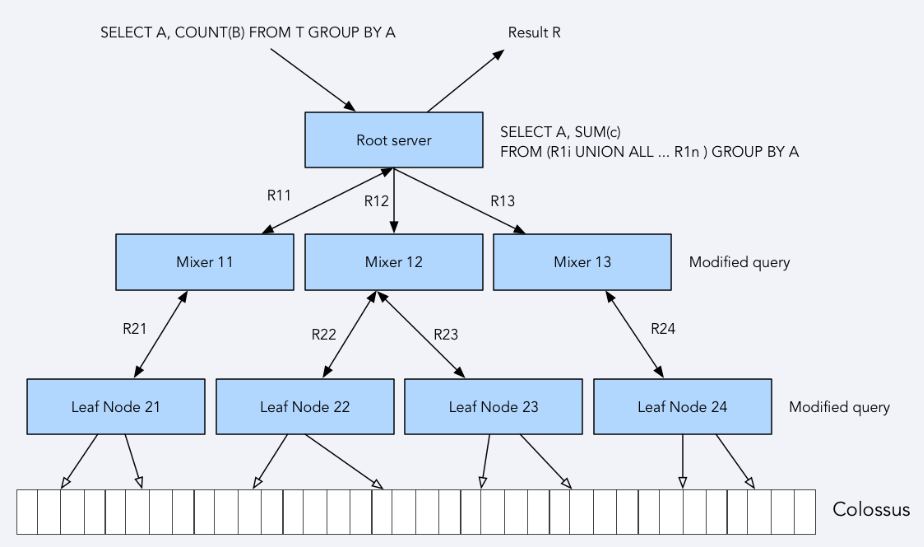 SELECT A, COUNT(B) FROM T GROUP BY A
Result R
Root server
SELECT A, SUM(c)
FROM (R1i UNION ALL ... R1n ) GROUP BY A
R11
R12
R13
Mixer 11
Mixer 12
Mixer 13
Modified query
R21
R22
R23
R24
Leaf Node 21
Leaf Node 22
Leaf Node 23
Leaf Node 24
Modified query
Colossus